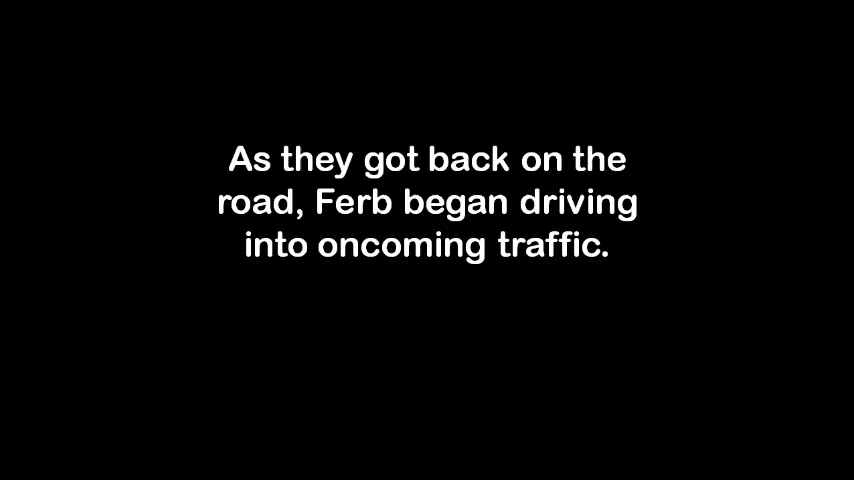 As they got back on the
road, Ferb began driving
into oncoming traffic.